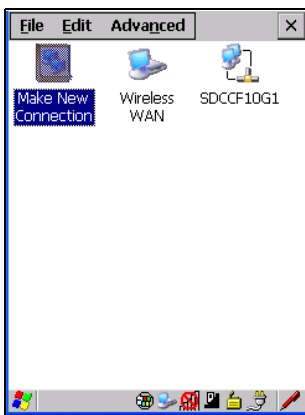 File Edit Advanced ×
Make New Connection
Wireless WAN
SDCCF10G1